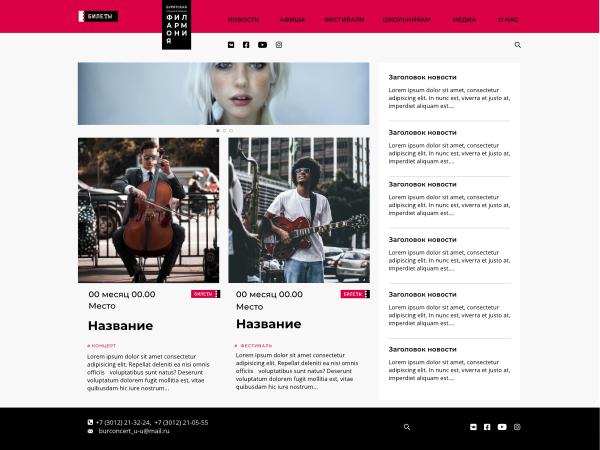 БИЛЕТЫ
БУРЯТСКАЯ
ФИЛ
АРМ
ОНИ
Я
НОВОСТИ АФИША ФЕСТИВАЛИ ШКОЛЬНИКАМ МЕДИА О НАС
00 месяц 00.00
БИЛЕТЫ
Место
Название
# КОНЦЕРТ
Lorem ipsum dolor sit amet consectetur
adipisicing elit. Repellat deleniti ea nisi omnis
officiis voluptatibus sunt natus? Deserunt
voluptatum dolorem fugit mollitia est, vitae
quibusdam hic iure nostrum...
00 месяц 00.00
БИЛЕТЫ
Место
Название
# ФЕСТИВАЛЬ
Lorem ipsum dolor sit amet consectetur
adipisicing elit. Repellat deleniti ea nisi omnis
officiis voluptatibus sunt natus? Deserunt
voluptatum dolorem fugit mollitia est, vitae
quibusdam hic iure nostrum...
Заголовок новости
Lorem ipsum dolor sit amet, consectetur
adipiscing elit. In nunc est, viverra et justo at,
imperdiet aliquam est....
Заголовок новости
Lorem ipsum dolor sit amet, consectetur
adipiscing elit. In nunc est, viverra et justo at,
imperdiet aliquam est....
Заголовок новости
Lorem ipsum dolor sit amet, consectetur
adipiscing elit. In nunc est, viverra et justo at,
imperdiet aliquam est....
Заголовок новости
Lorem ipsum dolor sit amet, consectetur
adipiscing elit. In nunc est, viverra et justo at,
imperdiet aliquam est....
Заголовок новости
Lorem ipsum dolor sit amet, consectetur
adipiscing elit. In nunc est, viverra et justo at,
imperdiet aliquam est....
Заголовок новости
Lorem ipsum dolor sit amet, consectetur
adipiscing elit. In nunc est, viverra et justo at,
imperdiet aliquam est....
+7 (3012) 21-32-24, +7 (3012) 21-05-55
burconcert_u-u@mail.ru